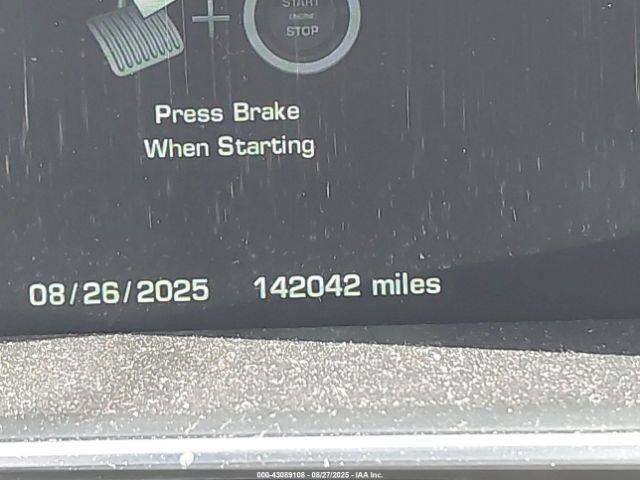 START
ENGINE
STOP
Press Brake
When Starting
08/26/2025 142042 miles
000-43089108 - 08/27/2025 - IAA Inc.